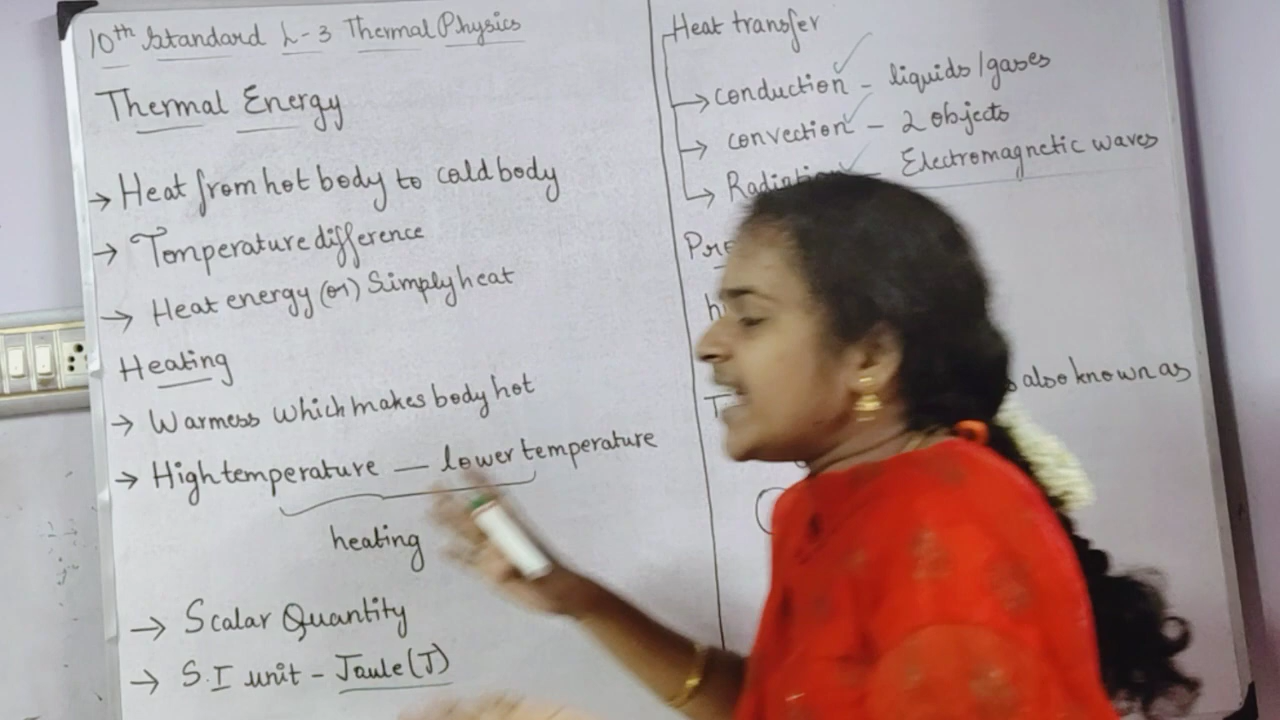 10th Standard L-3 Thermal Physics
Thermal Energy
→ Heat from hot body to cold body
→ Temperature difference
→ Heat energy (or) Simply heat
Heating
→ Warmess which makes body hot
→ High temperature — lower temperature
heating
→ Scalar Quantity
→ S.I unit - Joule (J)
Heat transfer
→ conduction ✓ - liquids/gases
→ convection ✓ - 2 objects
→ Radiation ✓ - Electromagnetic waves
also known as